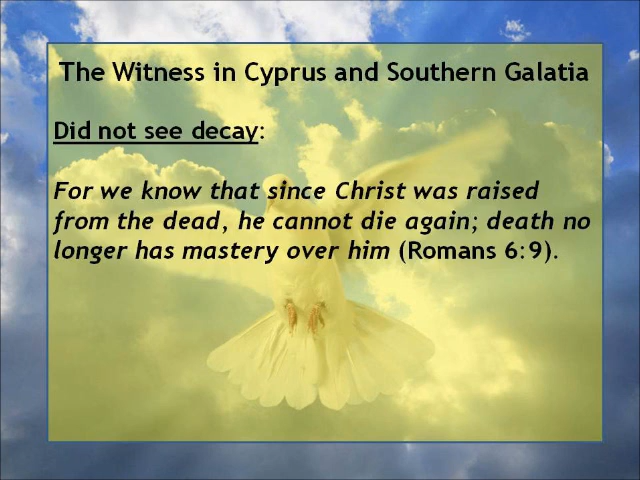 The Witness in Cyprus and Southern Galatia
Did not see decay:
For we know that since Christ was raised
from the dead, he cannot die again; death no
longer has mastery over him (Romans 6:9).